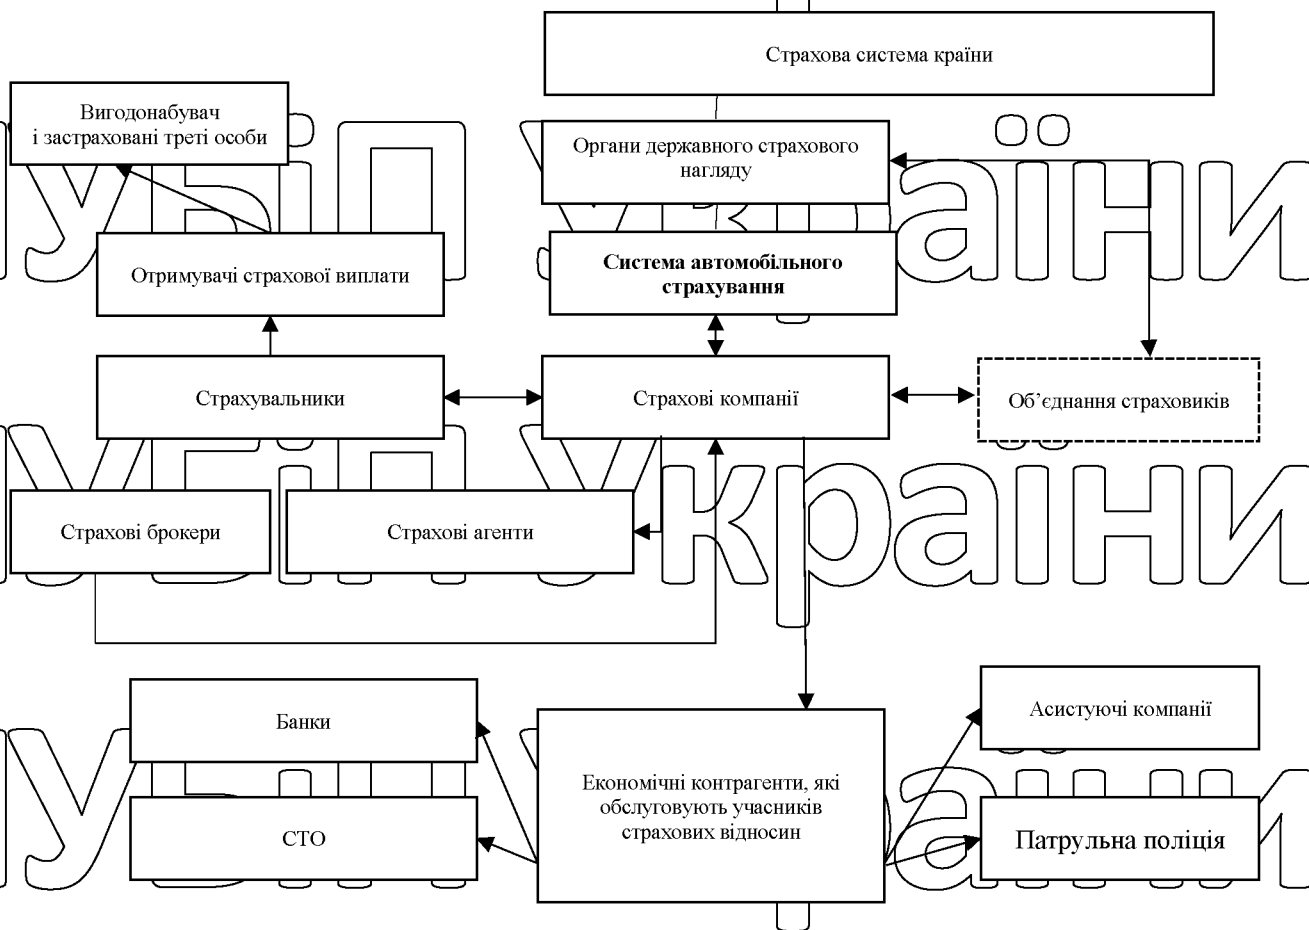 Страхова система країни
Вигодонабувач
і застраховані треті особи
Органи державного страхового
нагляду
Отримувачі страхової виплати
Система автомобільного
страхування
Страхувальники
Страхові компанії
Об’єднання страховиків
Страхові брокери
Страхові агенти
Банки
Асистуючі компанії
Економічні контрагенти, які
обслуговують учасників
страхових відносин
СТО
Патрульна поліція